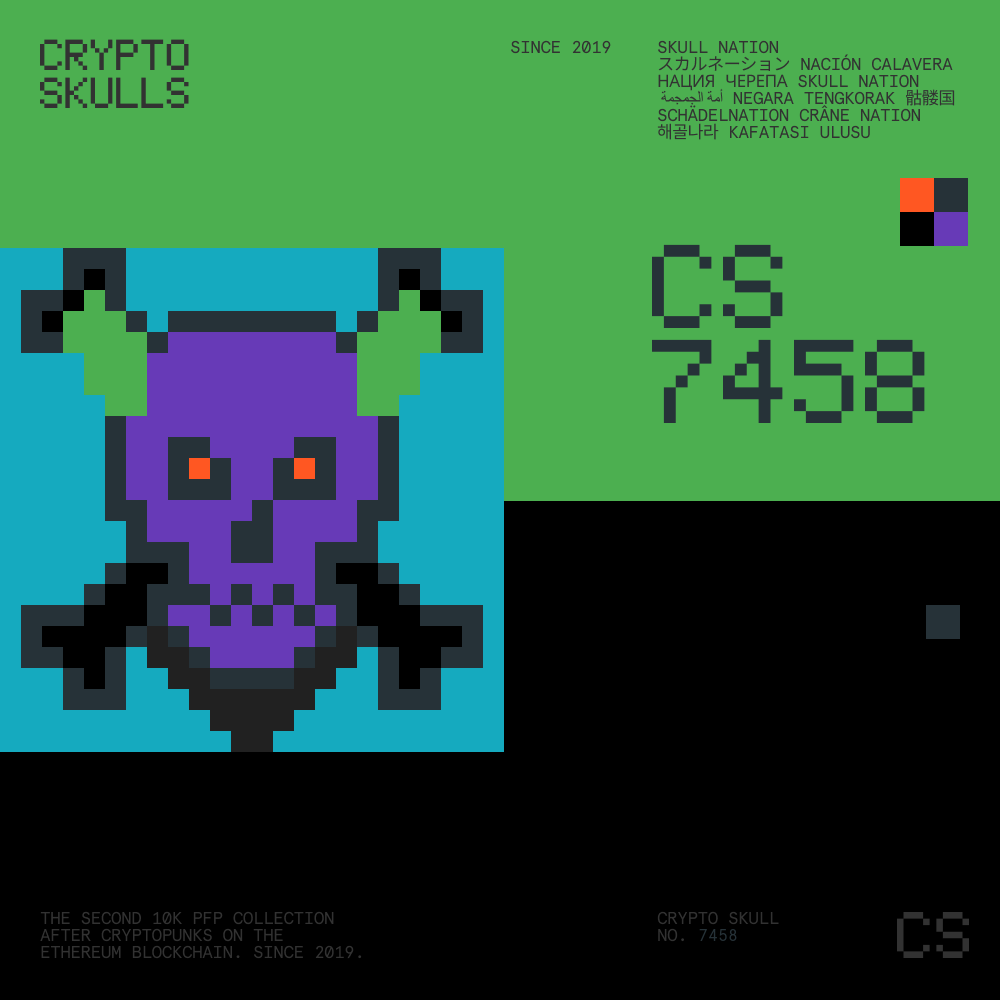 CRYPTO
SKULLS
SINCE 2019
SKULL NATION
スカルネーション NACIÓN CALAVERA
НАЦИЯ ЧЕРЕПА SKULL NATION
أمة الجمجمة NEGARA TENGKORAK 骷髅国
SCHÄDELNATION CRÂNE NATION
해골나라 KAFATASI ULUSU
CS
7458
THE SECOND 10K PFP COLLECTION
AFTER CRYPTOPUNKS ON THE
ETHEREUM BLOCKCHAIN. SINCE 2019.
CRYPTO SKULL
NO. 7458
CS